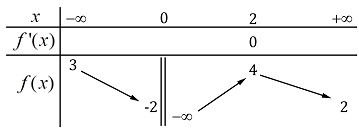 x −∞ 0 2 +∞
f'(x) 0
f(x) 3 -2 −∞ 4 2